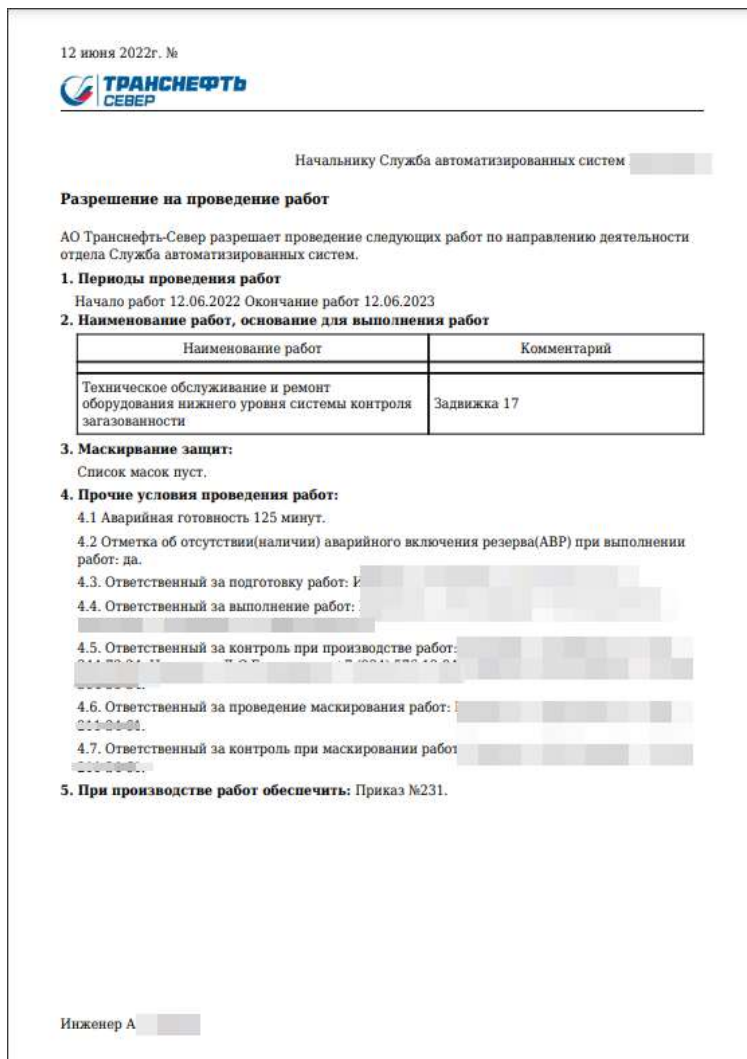 12 июня 2022г. №
ТРАНСНЕФТЬ
СЕВЕР
Начальнику Служба автоматизированных систем
Разрешение на проведение работ
АО Транснефть-Север разрешает проведение следующих работ по направлению деятельности
отдела Служба автоматизированных систем.
1. Периоды проведения работ
Начало работ 12.06.2022 Окончание работ 12.06.2023
2. Наименование работ, основание для выполнения работ
Наименование работ Комментарий
Техническое обслуживание и ремонт
оборудования нижнего уровня системы контроля
загазованности
Задвижка 17
3. Маскирвание защит:
Список масок пуст.
4. Прочие условия проведения работ:
4.1 Аварийная готовность 125 минут.
4.2 Отметка об отсутствии(наличии) аварийного включения резерва(АВР) при выполнении
работ: да.
4.3. Ответственный за подготовку работ:
4.4. Ответственный за выполнение работ:
4.5. Ответственный за контроль при производстве работ:
4.6. Ответственный за проведение маскирования работ:
4.7. Ответственный за контроль при маскировании работ
5. При производстве работ обеспечить: Приказ №231.
Инженер А